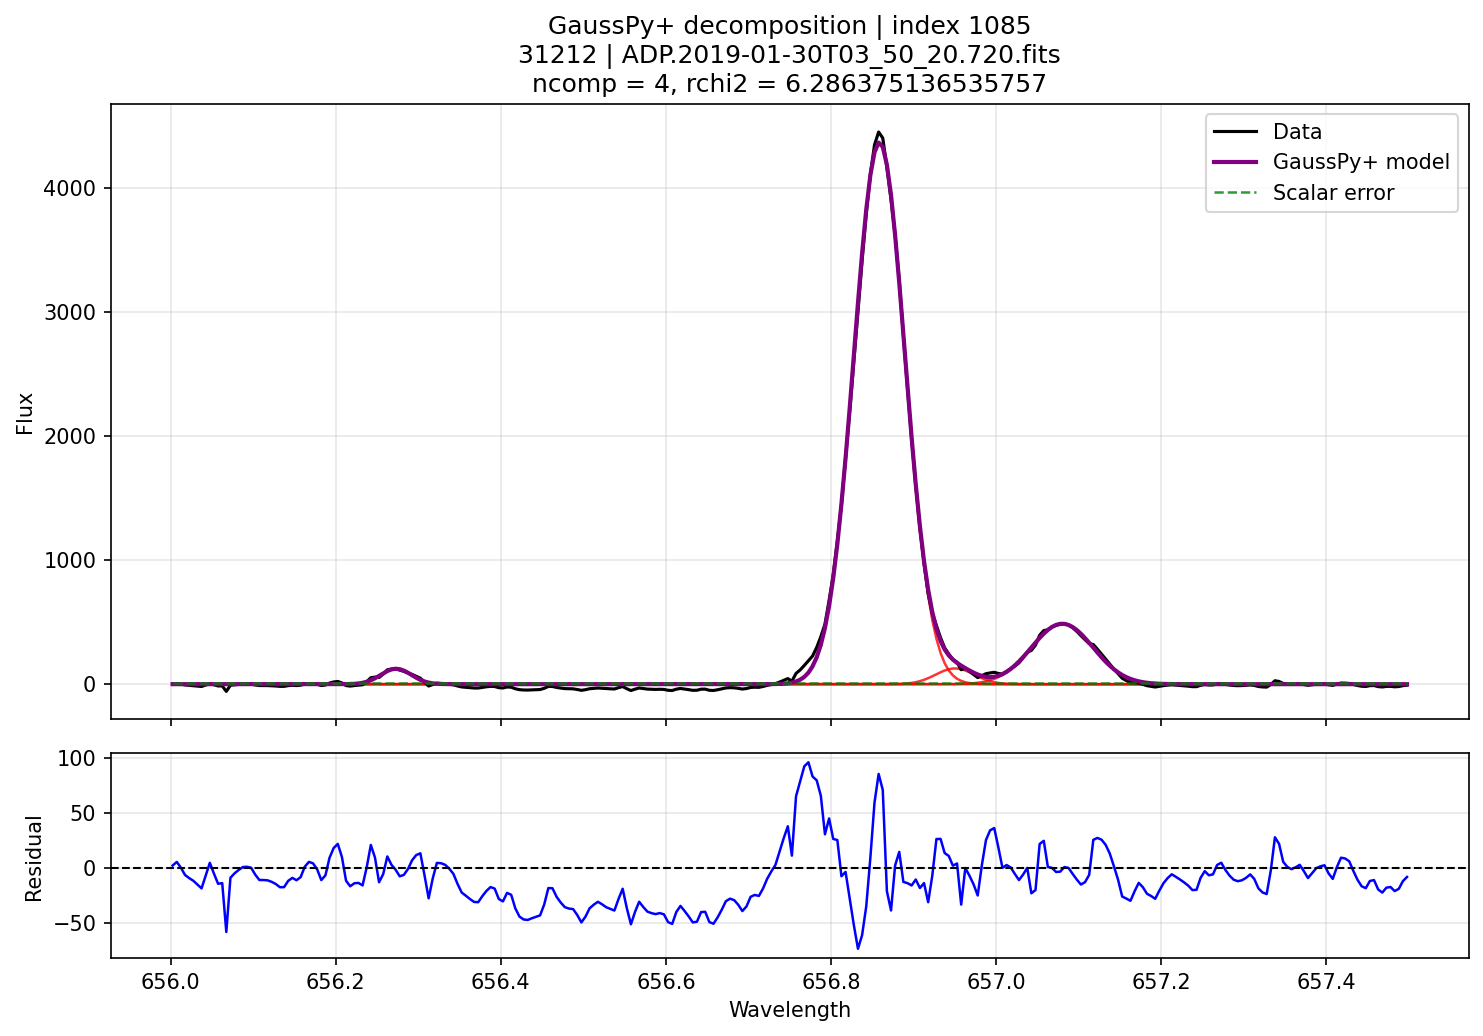 GaussPy+ decomposition | index 1085
31212 | ADP.2019-01-30T03_50_20.720.fits
ncomp = 4, rchi2 = 6.286375136535757
Data
GaussPy+ model
Scalar error
Flux
4000
3000
2000
1000
0
Residual
100
50
0
−50
656.0
656.2
656.4
656.6
656.8
657.0
657.2
657.4
Wavelength